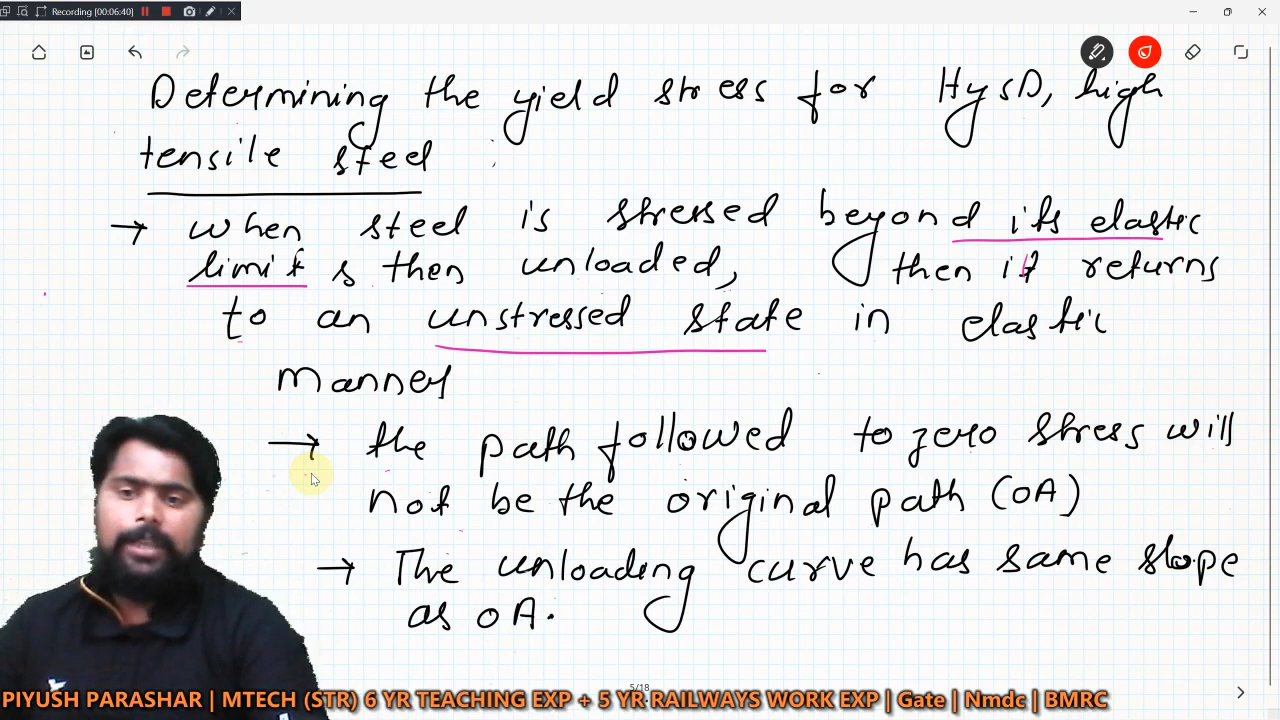 Recording [00:06:40]
Determining the yield stress for HysD, high
tensile steel
→ when steel is stressed beyond its elastic
limit & then unloaded, then it returns
to an unstressed state in elastic
manner
→ the path followed to zero stress will
not be the original path (OA)
→ The unloading curve has same slope
as OA.
5/18
PIYUSH PARASHAR | MTECH (STR) 6 YR TEACHING EXP + 5 YR RAILWAYS WORK EXP | Gate | Nmdc | BMRC